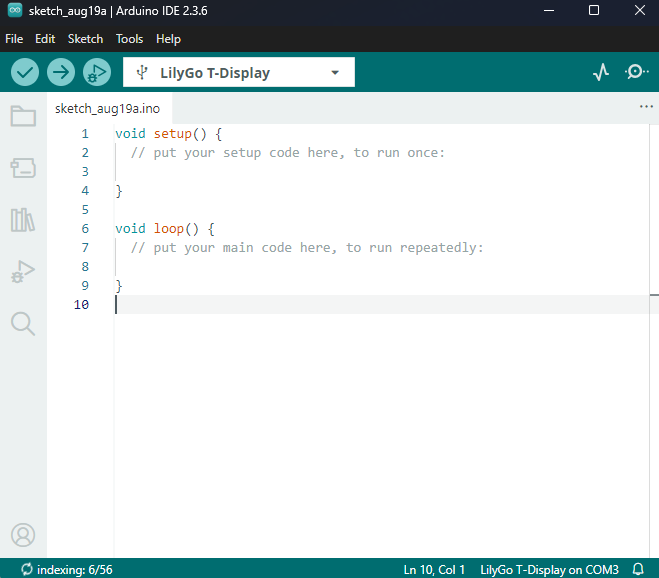 sketch_aug19a | Arduino IDE 2.3.6
File Edit Sketch Tools Help
LilyGo T-Display
sketch_aug19a.ino
1 void setup() {
2 // put your setup code here, to run once:
3
4 }
5
6 void loop() {
7 // put your main code here, to run repeatedly:
8
9 }
10
indexing: 6/56 Ln 10, Col 1 LilyGo T-Display on COM3